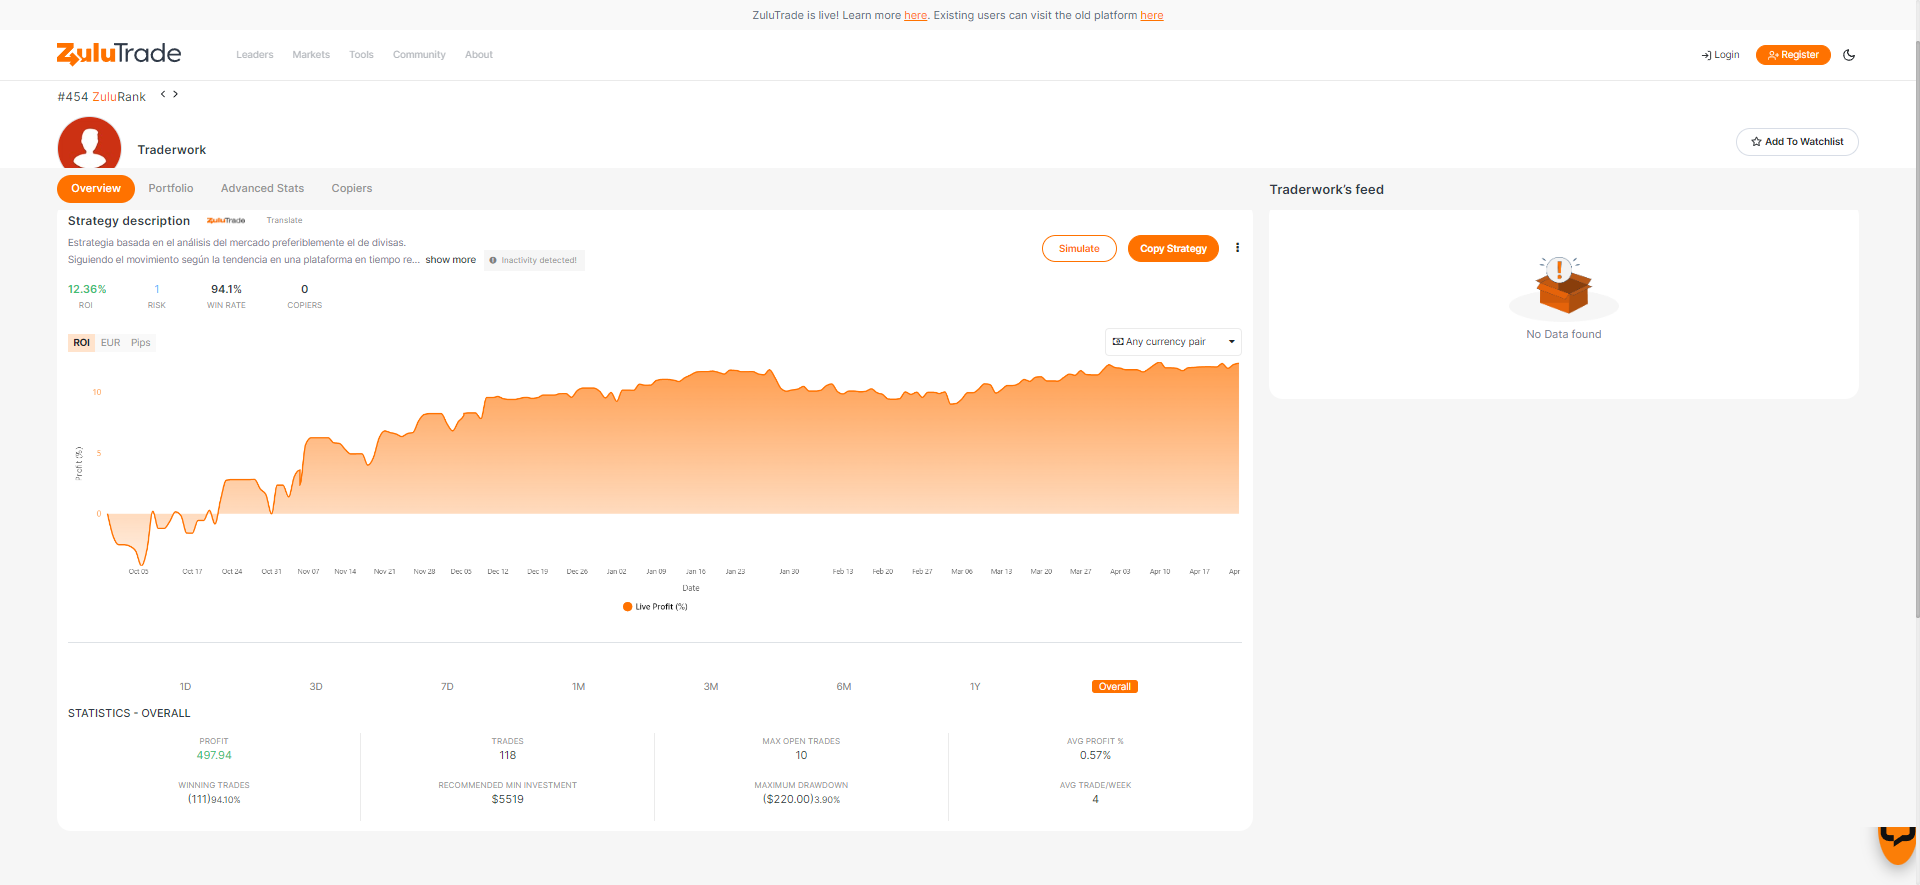 ZuluTrade is live! Learn more here. Existing users can visit the old platform here
ZuluTrade
Leaders Markets Tools Community About
Login Register
#454 ZuluRank
Traderwork
Add To Watchlist
Overview Portfolio Advanced Stats Copiers
Traderwork's feed
Strategy description ZuluTrade Translate
Estrategia basada en el análisis del mercado preferiblemente el de divisas.
Siguiendo el movimiento según la tendencia en una plataforma en tiempo re... show more Inactivity detected!
Simulate Copy Strategy
12.36% 1 94.1% 0
ROI RISK WIN RATE COPIERS
No Data found
ROI EUR Pips
Any currency pair
10
5
0
Profit (%)
Oct 05 Oct 17 Oct 24 Oct 31 Nov 07 Nov 14 Nov 21 Nov 28 Dec 05 Dec 12 Dec 19 Dec 26 Jan 02 Jan 09 Jan 16 Jan 23 Jan 30 Feb 13 Feb 20 Feb 27 Mar 06 Mar 13 Mar 20 Mar 27 Apr 03 Apr 10 Apr 17 Apr
Date
Live Profit (%)
1D 3D 7D 1M 3M 6M 1Y Overall
STATISTICS - OVERALL
PROFIT TRADES MAX OPEN TRADES AVG PROFIT %
497.94 118 10 0.57%
WINNING TRADES RECOMMENDED MIN INVESTMENT MAXIMUM DRAWDOWN AVG TRADE/WEEK
(111)94.10% $5519 ($220.00)3.90% 4